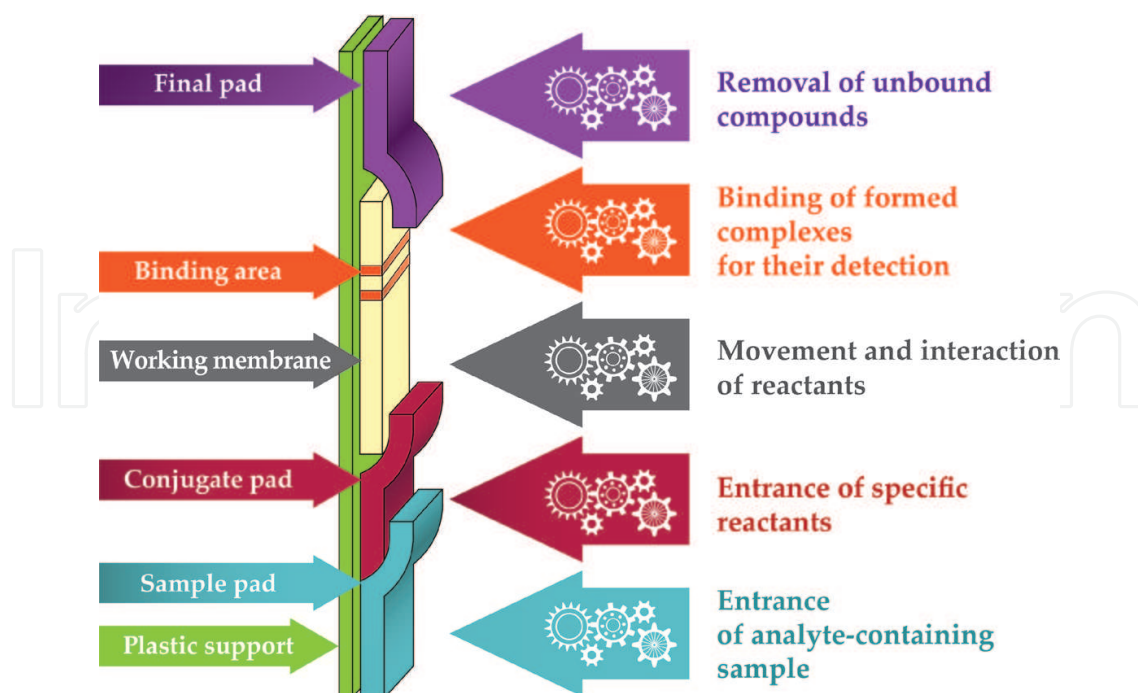 Final pad
Removal of unbound
compounds
Binding of formed
complexes
for their detection
Binding area
Working membrane
Movement and interaction
of reactants
Conjugate pad
Entrance of specific
reactants
Sample pad
Entrance
of analyte-containing
sample
Plastic support